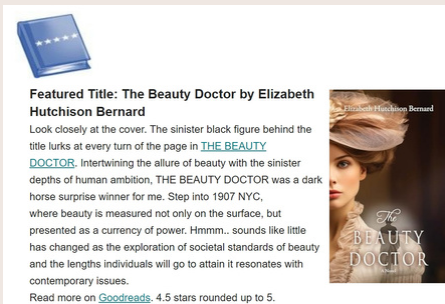 Featured Title: The Beauty Doctor by Elizabeth
Hutchison Bernard
Look closely at the cover. The sinister black figure behind the
title lurks at every turn of the page in THE BEAUTY
DOCTOR. Intertwining the allure of beauty with the sinister
depths of human ambition, THE BEAUTY DOCTOR was a dark
horse surprise winner for me. Step into 1907 NYC,
where beauty is measured not only on the surface, but
presented as a currency of power. Hmmm.. sounds like little
has changed as the exploration of societal standards of beauty
and the lengths individuals will go to attain it resonates with
contemporary issues.
Read more on Goodreads. 4.5 stars rounded up to 5.
Elizabeth Hutchison Bernard
The
BEAUTY
DOCTOR
a Novel